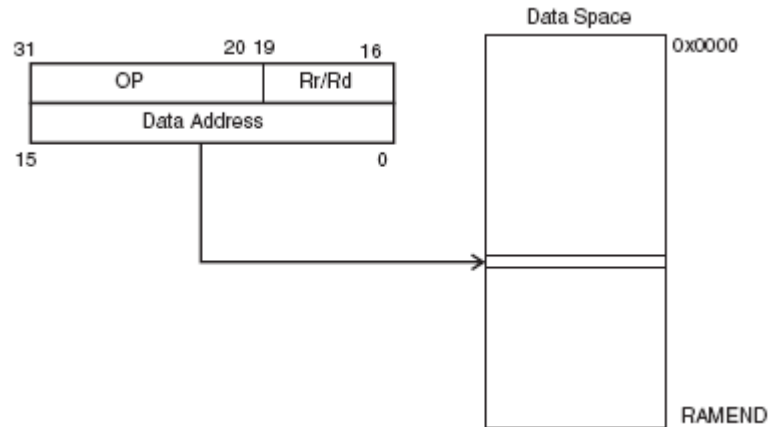 Data Space
31 20 19 16
0x0000
OP Rr/Rd
Data Address
15 0
RAMEND